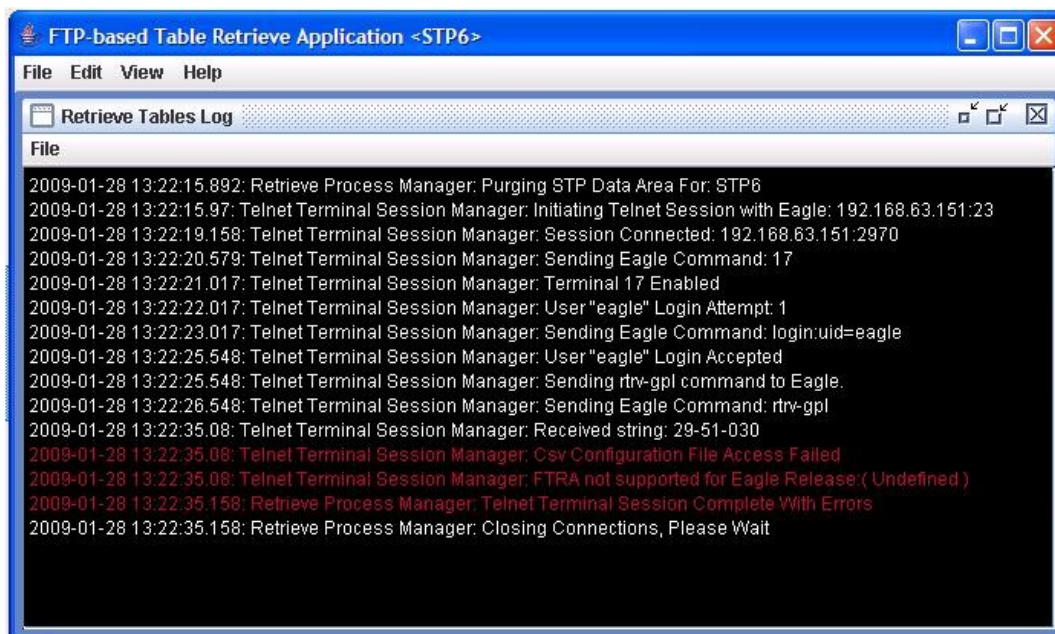 FTP-based Table Retrieve Application <STP6>
File Edit View Help
Retrieve Tables Log
File
2009-01-28 13:22:15.892: Retrieve Process Manager: Purging STP Data Area For: STP6
2009-01-28 13:22:15.97: Telnet Terminal Session Manager: Initiating Telnet Session with Eagle: 192.168.63.151:23
2009-01-28 13:22:19.158: Telnet Terminal Session Manager: Session Connected: 192.168.63.151:2970
2009-01-28 13:22:20.579: Telnet Terminal Session Manager: Sending Eagle Command: 17
2009-01-28 13:22:21.017: Telnet Terminal Session Manager: Terminal 17 Enabled
2009-01-28 13:22:22.017: Telnet Terminal Session Manager: User "eagle" Login Attempt: 1
2009-01-28 13:22:23.017: Telnet Terminal Session Manager: Sending Eagle Command: login:uid=eagle
2009-01-28 13:22:25.548: Telnet Terminal Session Manager: User "eagle" Login Accepted
2009-01-28 13:22:25.548: Telnet Terminal Session Manager: Sending rtrv-gpl command to Eagle.
2009-01-28 13:22:26.548: Telnet Terminal Session Manager: Sending Eagle Command: rtrv-gpl
2009-01-28 13:22:35.08: Telnet Terminal Session Manager: Received string: 29-51-030
2009-01-28 13:22:35.08: Telnet Terminal Session Manager: Csv Configuration File Access Failed
2009-01-28 13:22:35.08: Telnet Terminal Session Manager: FTRA not supported for Eagle Release:( Undefined )
2009-01-28 13:22:35.158: Retrieve Process Manager: Telnet Terminal Session Complete With Errors
2009-01-28 13:22:35.158: Retrieve Process Manager: Closing Connections, Please Wait